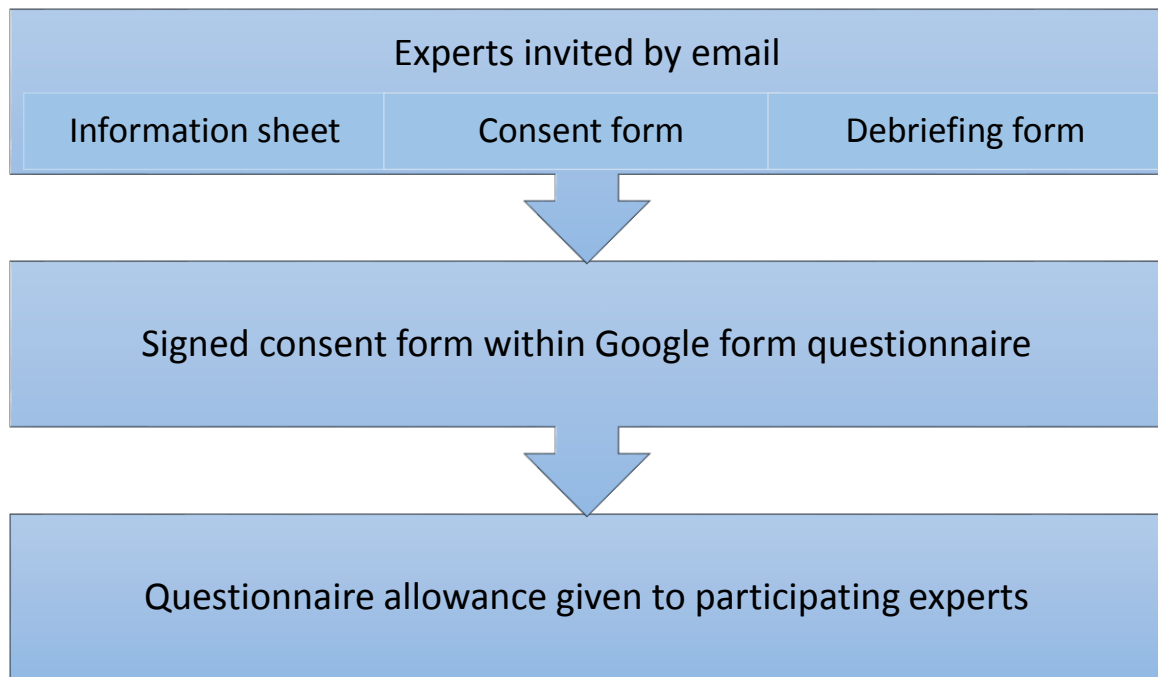 Experts invited by email
Information sheet
Consent form
Debriefing form
Signed consent form within Google form questionnaire
Questionnaire allowance given to participating experts